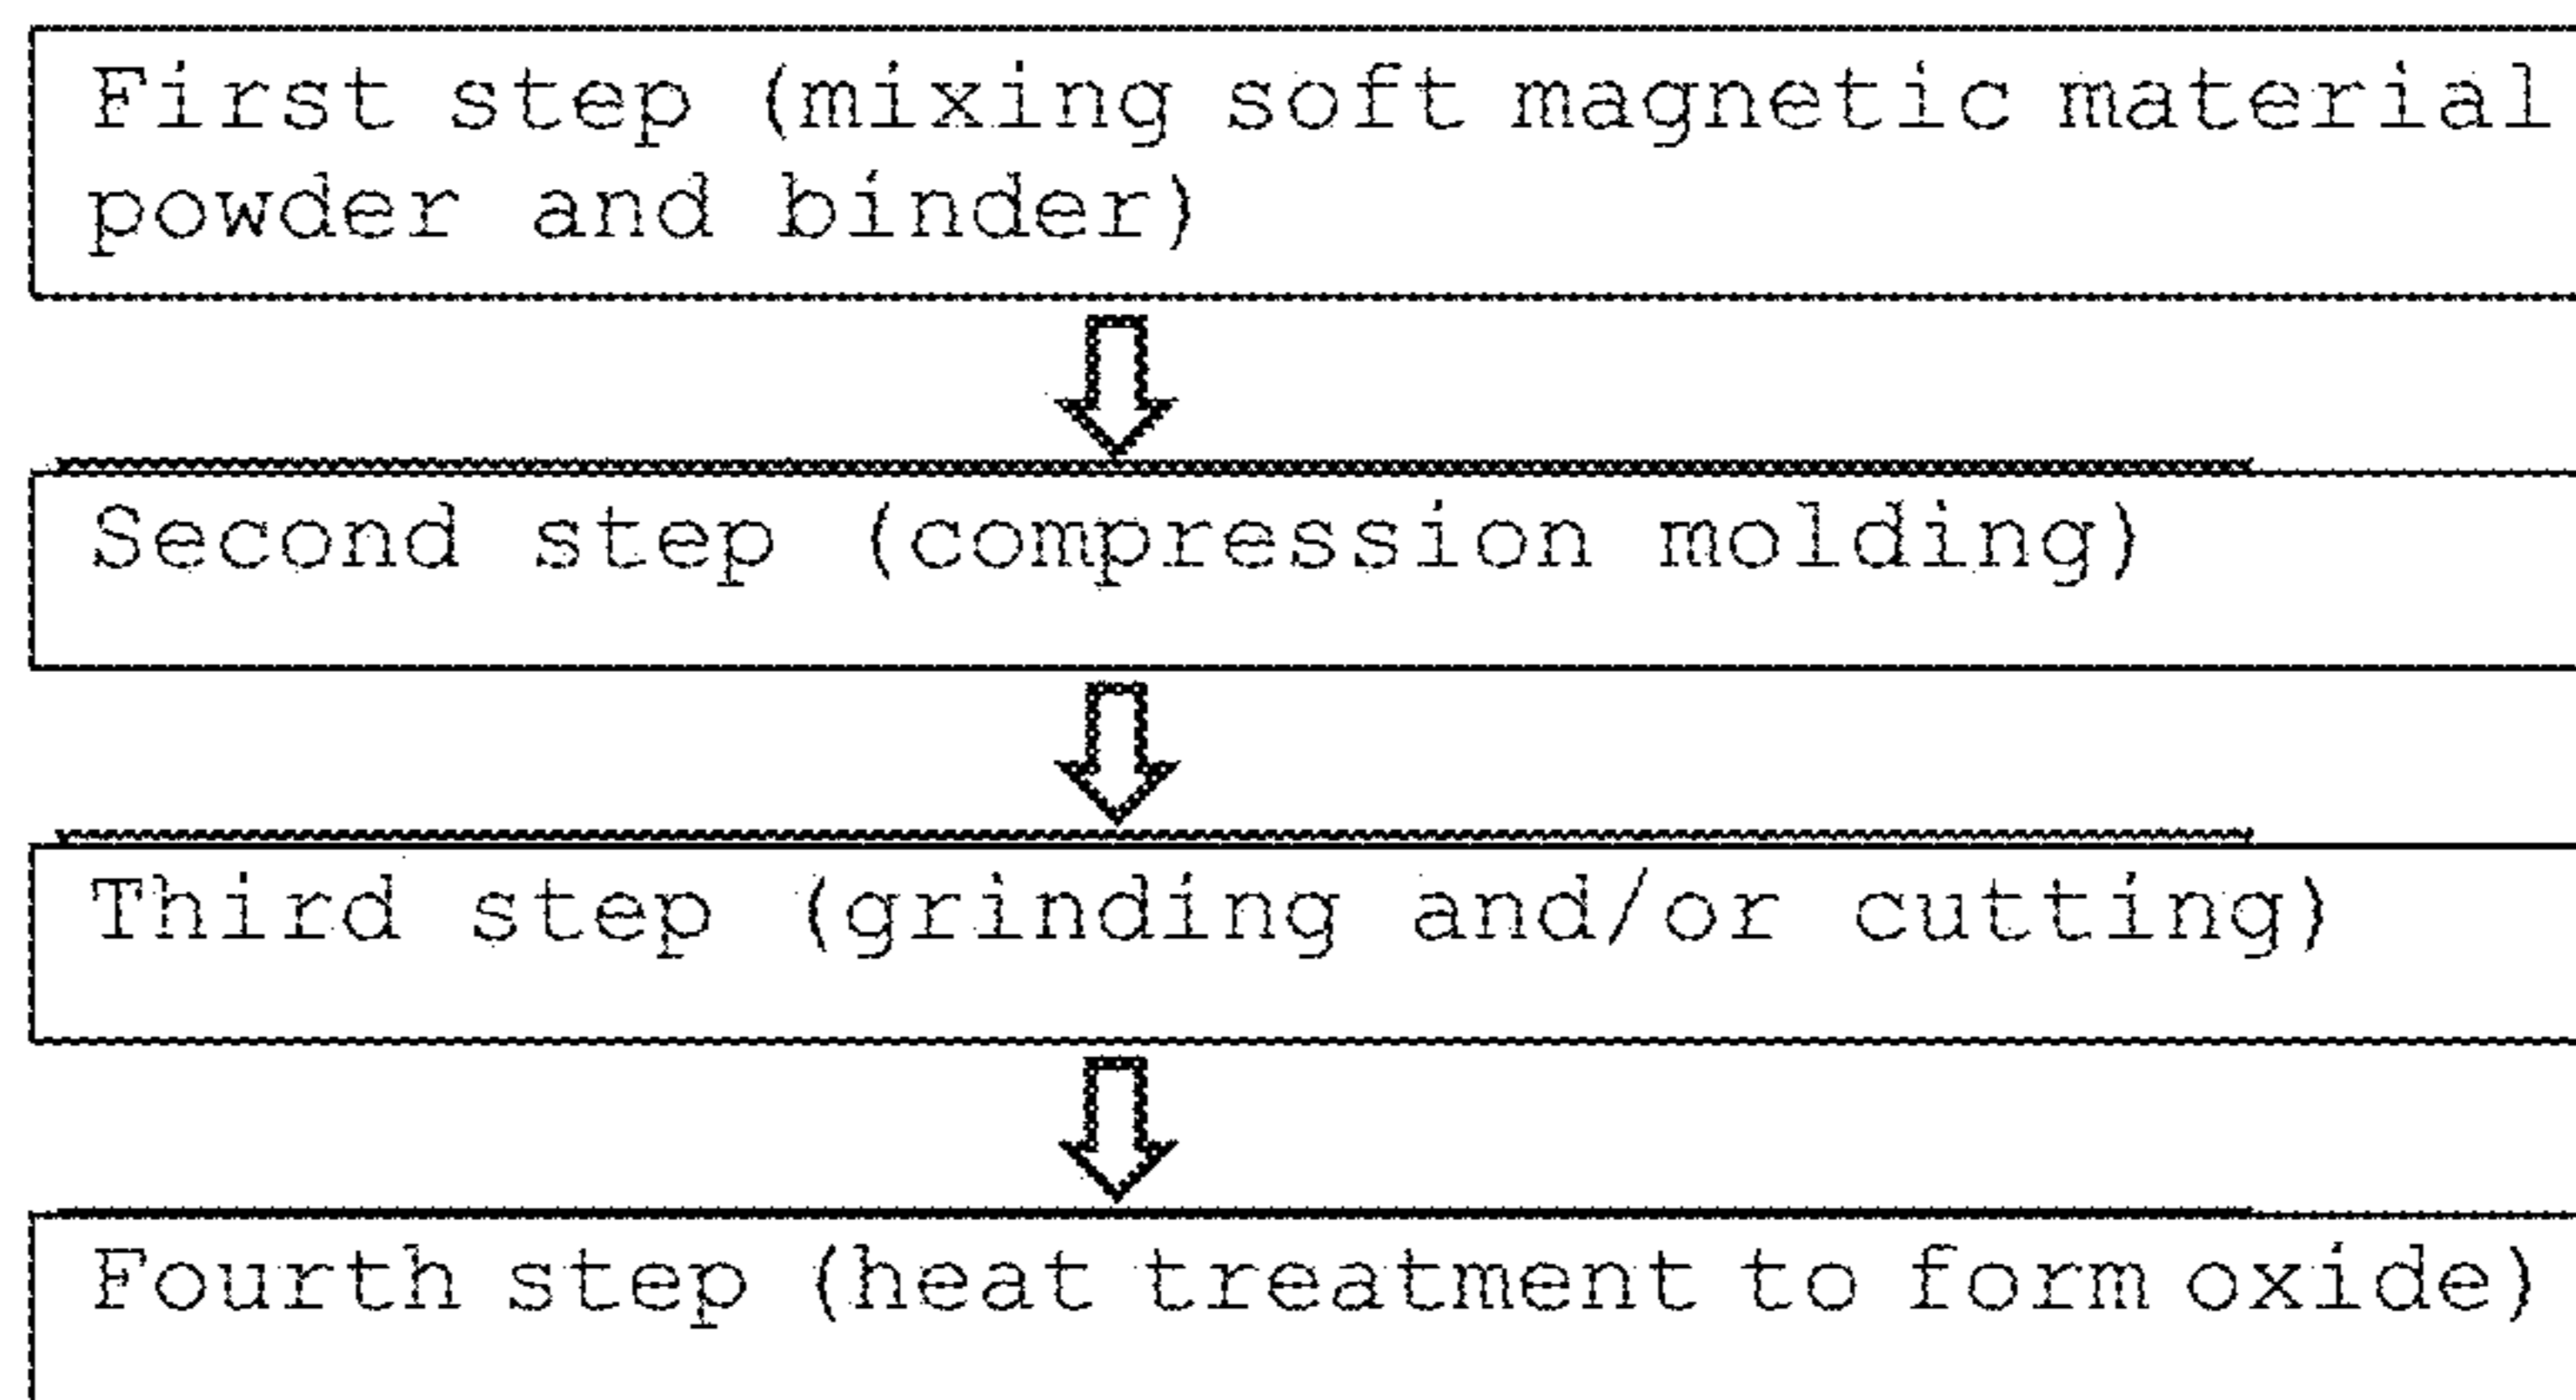 First step (mixing soft magnetic material
powder and binder)
Second step (compression molding)
Third step (grinding and/or cutting)
Fourth step (heat treatment to form oxide)